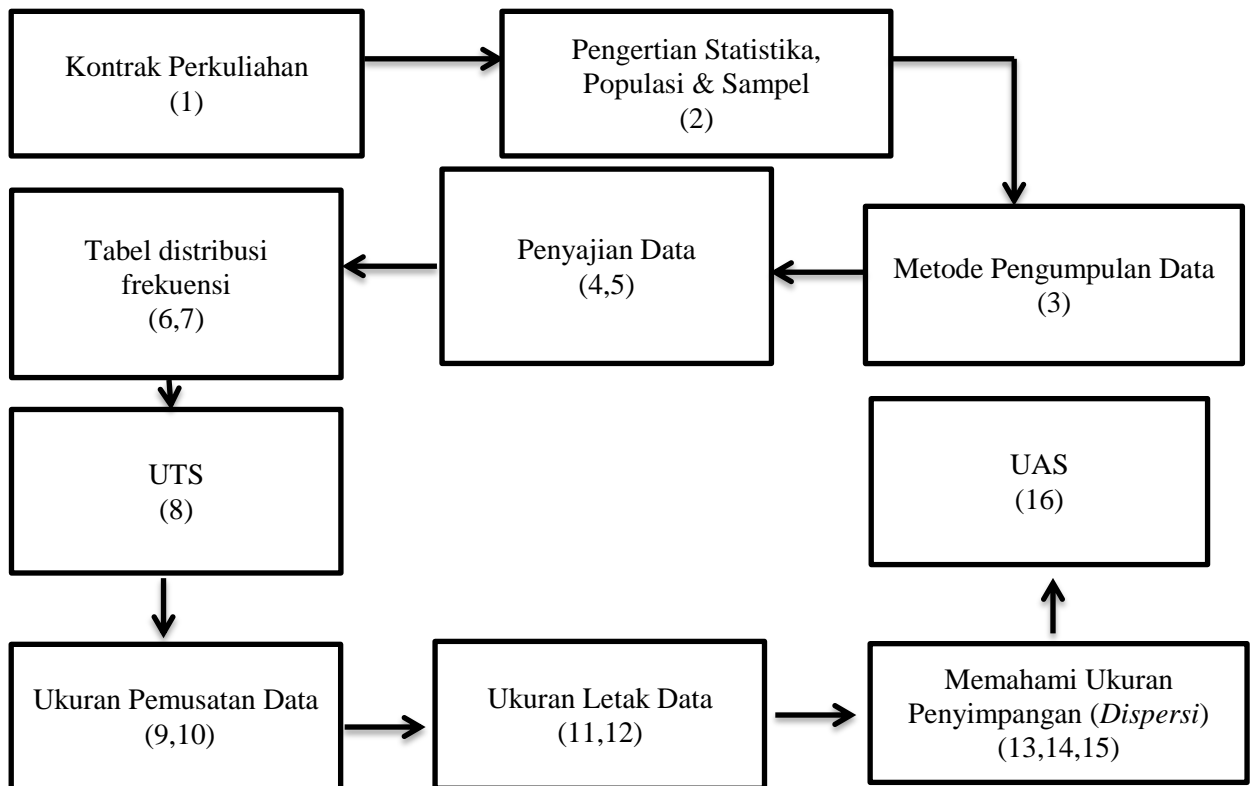 Kontrak Perkuliahan
(1)
Pengertian Statistika,
Populasi & Sampel
(2)
Metode Pengumpulan Data
(3)
Penyajian Data
(4,5)
Tabel distribusi
frekuensi
(6,7)
UTS
(8)
Ukuran Pemusatan Data
(9,10)
Ukuran Letak Data
(11,12)
Memahami Ukuran
Penyimpangan (Dispersi)
(13,14,15)
UAS
(16)